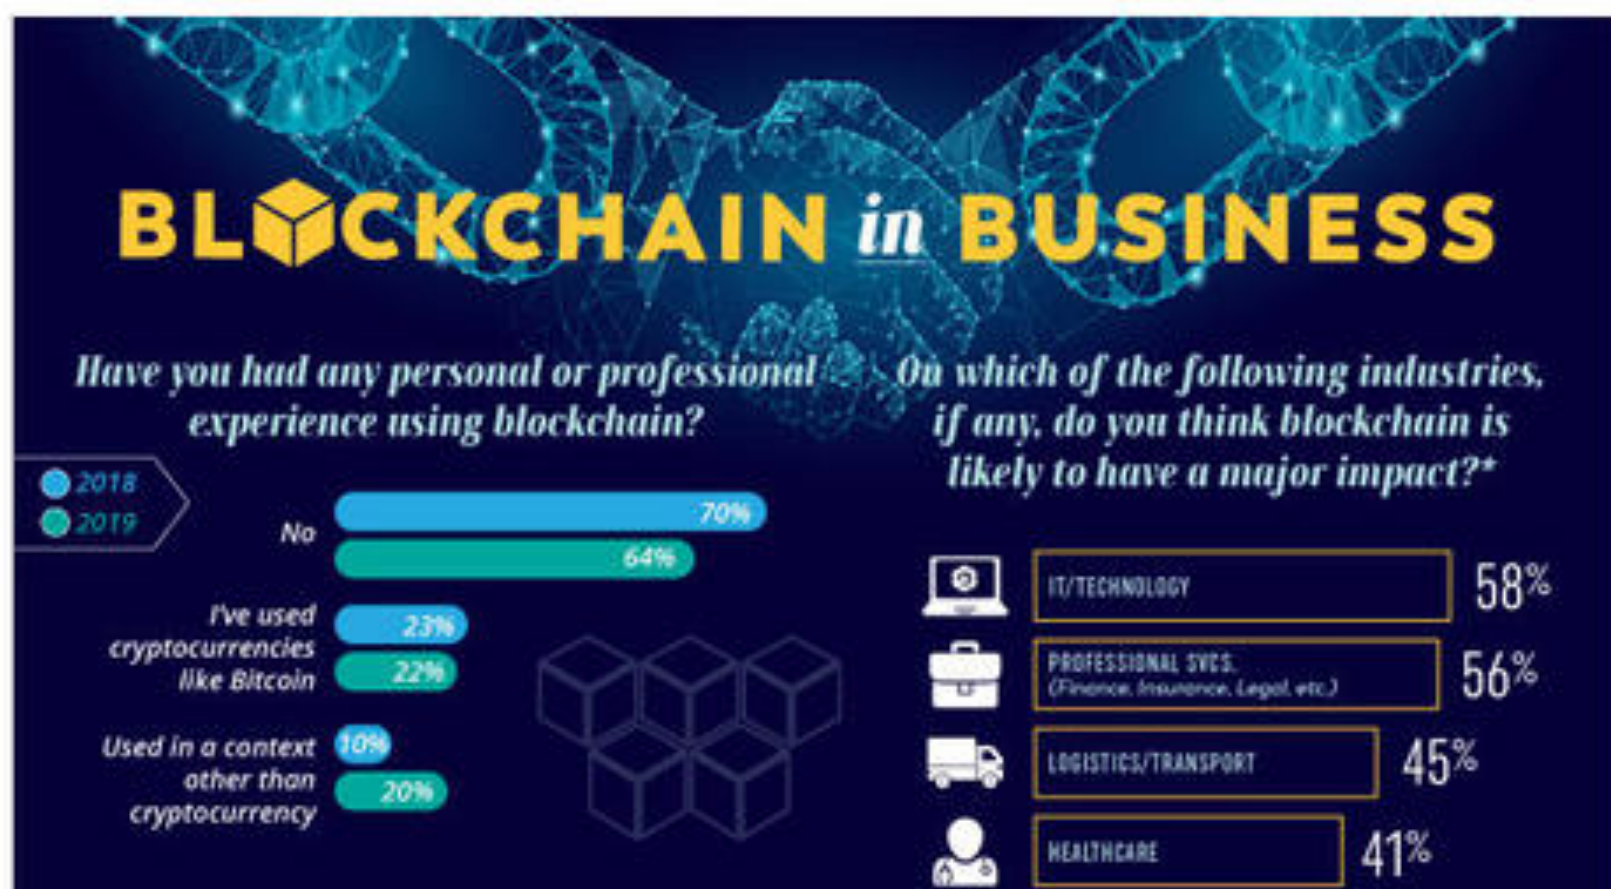 BLOCKCHAIN in BUSINESS
Have you had any personal or professional
experience using blockchain?
2018
2019
No
70%
64%
I've used
cryptocurrencies
like Bitcoin
23%
22%
Used in a context
other than
cryptocurrency
10%
20%
On which of the following industries,
if any, do you think blockchain is
likely to have a major impact?*
IT/TECHNOLOGY
58%
PROFESSIONAL SVCS.
(Finance, Insurance, Legal, etc.)
56%
LOGISTICS/TRANSPORT
45%
HEALTHCARE
41%